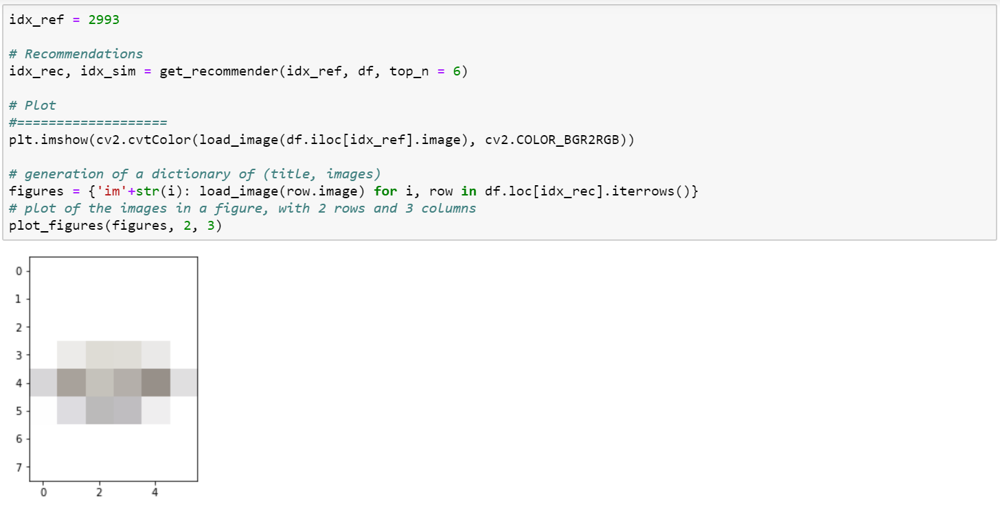 idx_ref = 2993
# Recommendations
idx_rec, idx_sim = get_recommender(idx_ref, df, top_n = 6)
# Plot
#===================
plt.imshow(cv2.cvtColor(load_image(df.iloc[idx_ref].image), cv2.COLOR_BGR2RGB))
# generation of a dictionary of (title, images)
figures = {'im'+str(i): load_image(row.image) for i, row in df.loc[idx_rec].iterrows()}
# plot of the images in a figure, with 2 rows and 3 columns
plot_figures(figures, 2, 3)
0
1
2
3
4
5
6
7
0 2 4